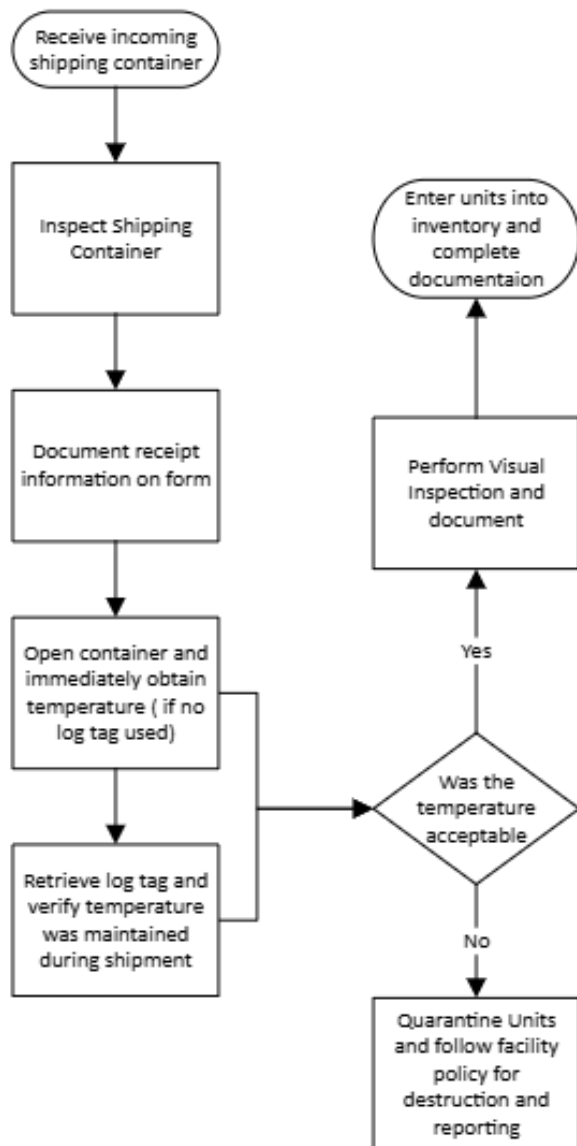 Receive incoming
shipping container
Inspect Shipping
Container
Document receipt
information on form
Open container and
immediately obtain
temperature ( if no
log tag used)
Retrieve log tag and
verify temperature
was maintained
during shipment
Enter units into
inventory and
complete
documentaion
Perform Visual
Inspection and
document
Yes
Was the
temperature
acceptable
No
Quarantine Units
and follow facility
policy for
destruction and
reporting